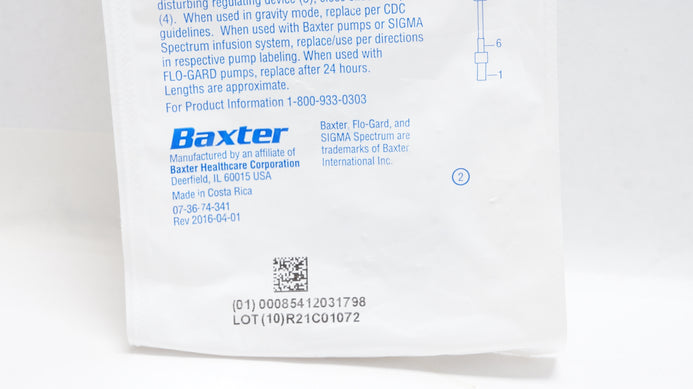 disturbing regulating device
(4). When used in gravity mode, replace per CDC
guidelines. When used with Baxter pumps or SIGMA
Spectrum infusion system, replace/use per directions
in respective pump labeling. When used with
FLO-GARD pumps, replace after 24 hours.
Lengths are approximate.
For Product Information 1-800-933-0303
6
1
Baxter
Manufactured by an affiliate of
Baxter Healthcare Corporation
Deerfield, IL 60015 USA
Made in Costa Rica
07-36-74-341
Rev 2016-04-01
Baxter, Flo-Gard, and
SIGMA Spectrum are
trademarks of Baxter
International Inc.
2
(01) 00085412031798
LOT (10)R21C01072